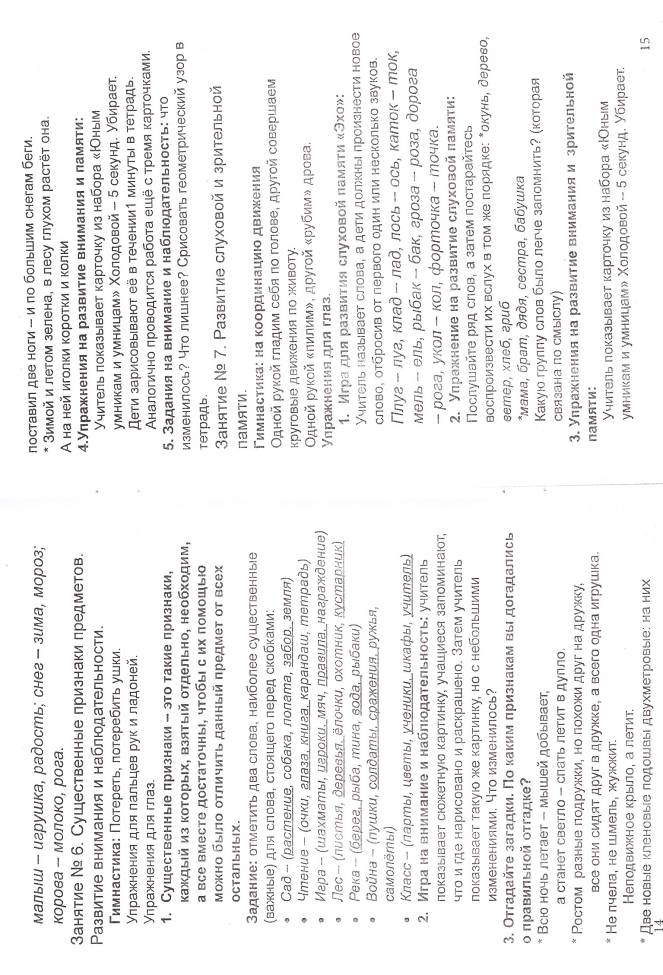 малыш – игрушка, радость; снег – зима, мороз;
корова – молоко, рога.
Занятие № 6. Существенные признаки предметов.
Развитие внимания и наблюдательности.
Гимнастика: Потереть, потеребить ушки.
Упражнения для пальцев рук и ладоней.
Упражнения для глаз.
1. Существенные признаки – это такие признаки,
каждый из которых, взятый отдельно, необходим,
а все вместе достаточны, чтобы с их помощью
можно было отличить данный предмет от всех
остальных.
Задание: отметить два слова, наиболее существенные
(важные) для слова, стоящего перед скобками:
• Сад – (растение, собака, лопата, забор, земля)
• Чтение – (очки, глаза, книга, карандаш, тетрадь)
• Игра – (шахматы, игроки, мяч, правила, награждение)
• Лес – (листья, деревья, ёлочки, охотник, кустарник)
• Река – (берег, рыба, тина, вода, рыбаки)
• Война – (пушки, солдаты, сражения, ружья,
самолёты)
• Класс – (парты, цветы, ученики, шкафы, учитель)
2. Игра на внимание и наблюдательность: учитель
показывает сюжетную картинку, учащиеся запоминают,
что и где нарисовано и раскрашено. Затем учитель
показывает такую же картинку, но с небольшими
изменениями. Что изменилось?
3. Отгадайте загадки. По каким признакам вы догадались
о правильной отгадке?
* Всю ночь летает – мышей добывает,
а станет светло – спать летит в дупло.
* Ростом разные подружки, но похожи друг на дружку,
все они сидят друг в дружке, а всего одна игрушка.
* Не пчела, не шмель, жужжит.
Неподвижное крыло, а летит.
* Две новые кленовые подошвы двухметровые: на них
14
поставил две ноги – и по большим снегам беги.
* Зимой и летом зелена, в лесу глухом растёт она.
А на ней иголки коротки и колки
4.Упражнения на развитие внимания и памяти:
Учитель показывает карточку из набора «Юным
умникам и умницам» Холодовой – 5 секунд. Убирает.
Дети зарисовывают её в течении1 минуты в тетрадь.
Аналогично проводится работа ещё с тремя карточками.
5. Задания на внимание и наблюдательность: что
изменилось? Что лишнее? Срисовать геометрический узор в
тетрадь.
Занятие № 7. Развитие слуховой и зрительной
памяти.
Гимнастика: на координацию движения
Одной рукой гладим себя по голове, другой совершаем
круговые движения по животу.
Одной рукой «пилим», другой «рубим» дрова.
Упражнения для глаз.
1. Игра для развития слуховой памяти «Эхо»:
Учитель называет слова, а дети должны произнести новое
слово, отбросив от первого один или несколько звуков.
Плуг – луг, клад – лад, лось – ось, каток – ток,
мель – ель, рыбак – бак, гроза – роза, дорога
– рога, укол – кол, форточка – точка.
2. Упражнение на развитие слуховой памяти:
Послушайте ряд слов, а затем постарайтесь
воспроизвести их вслух в том же порядке: *окунь, дерево,
ветер, хлеб, гриб
*мама, брат, дядя, сестра, бабушка
Какую группу слов было легче запомнить? (которая
связана по смыслу)
3. Упражнения на развитие внимания и зрительной
памяти:
Учитель показывает карточку из набора «Юным
умникам и умницам» Холодовой – 5 секунд. Убирает.
15